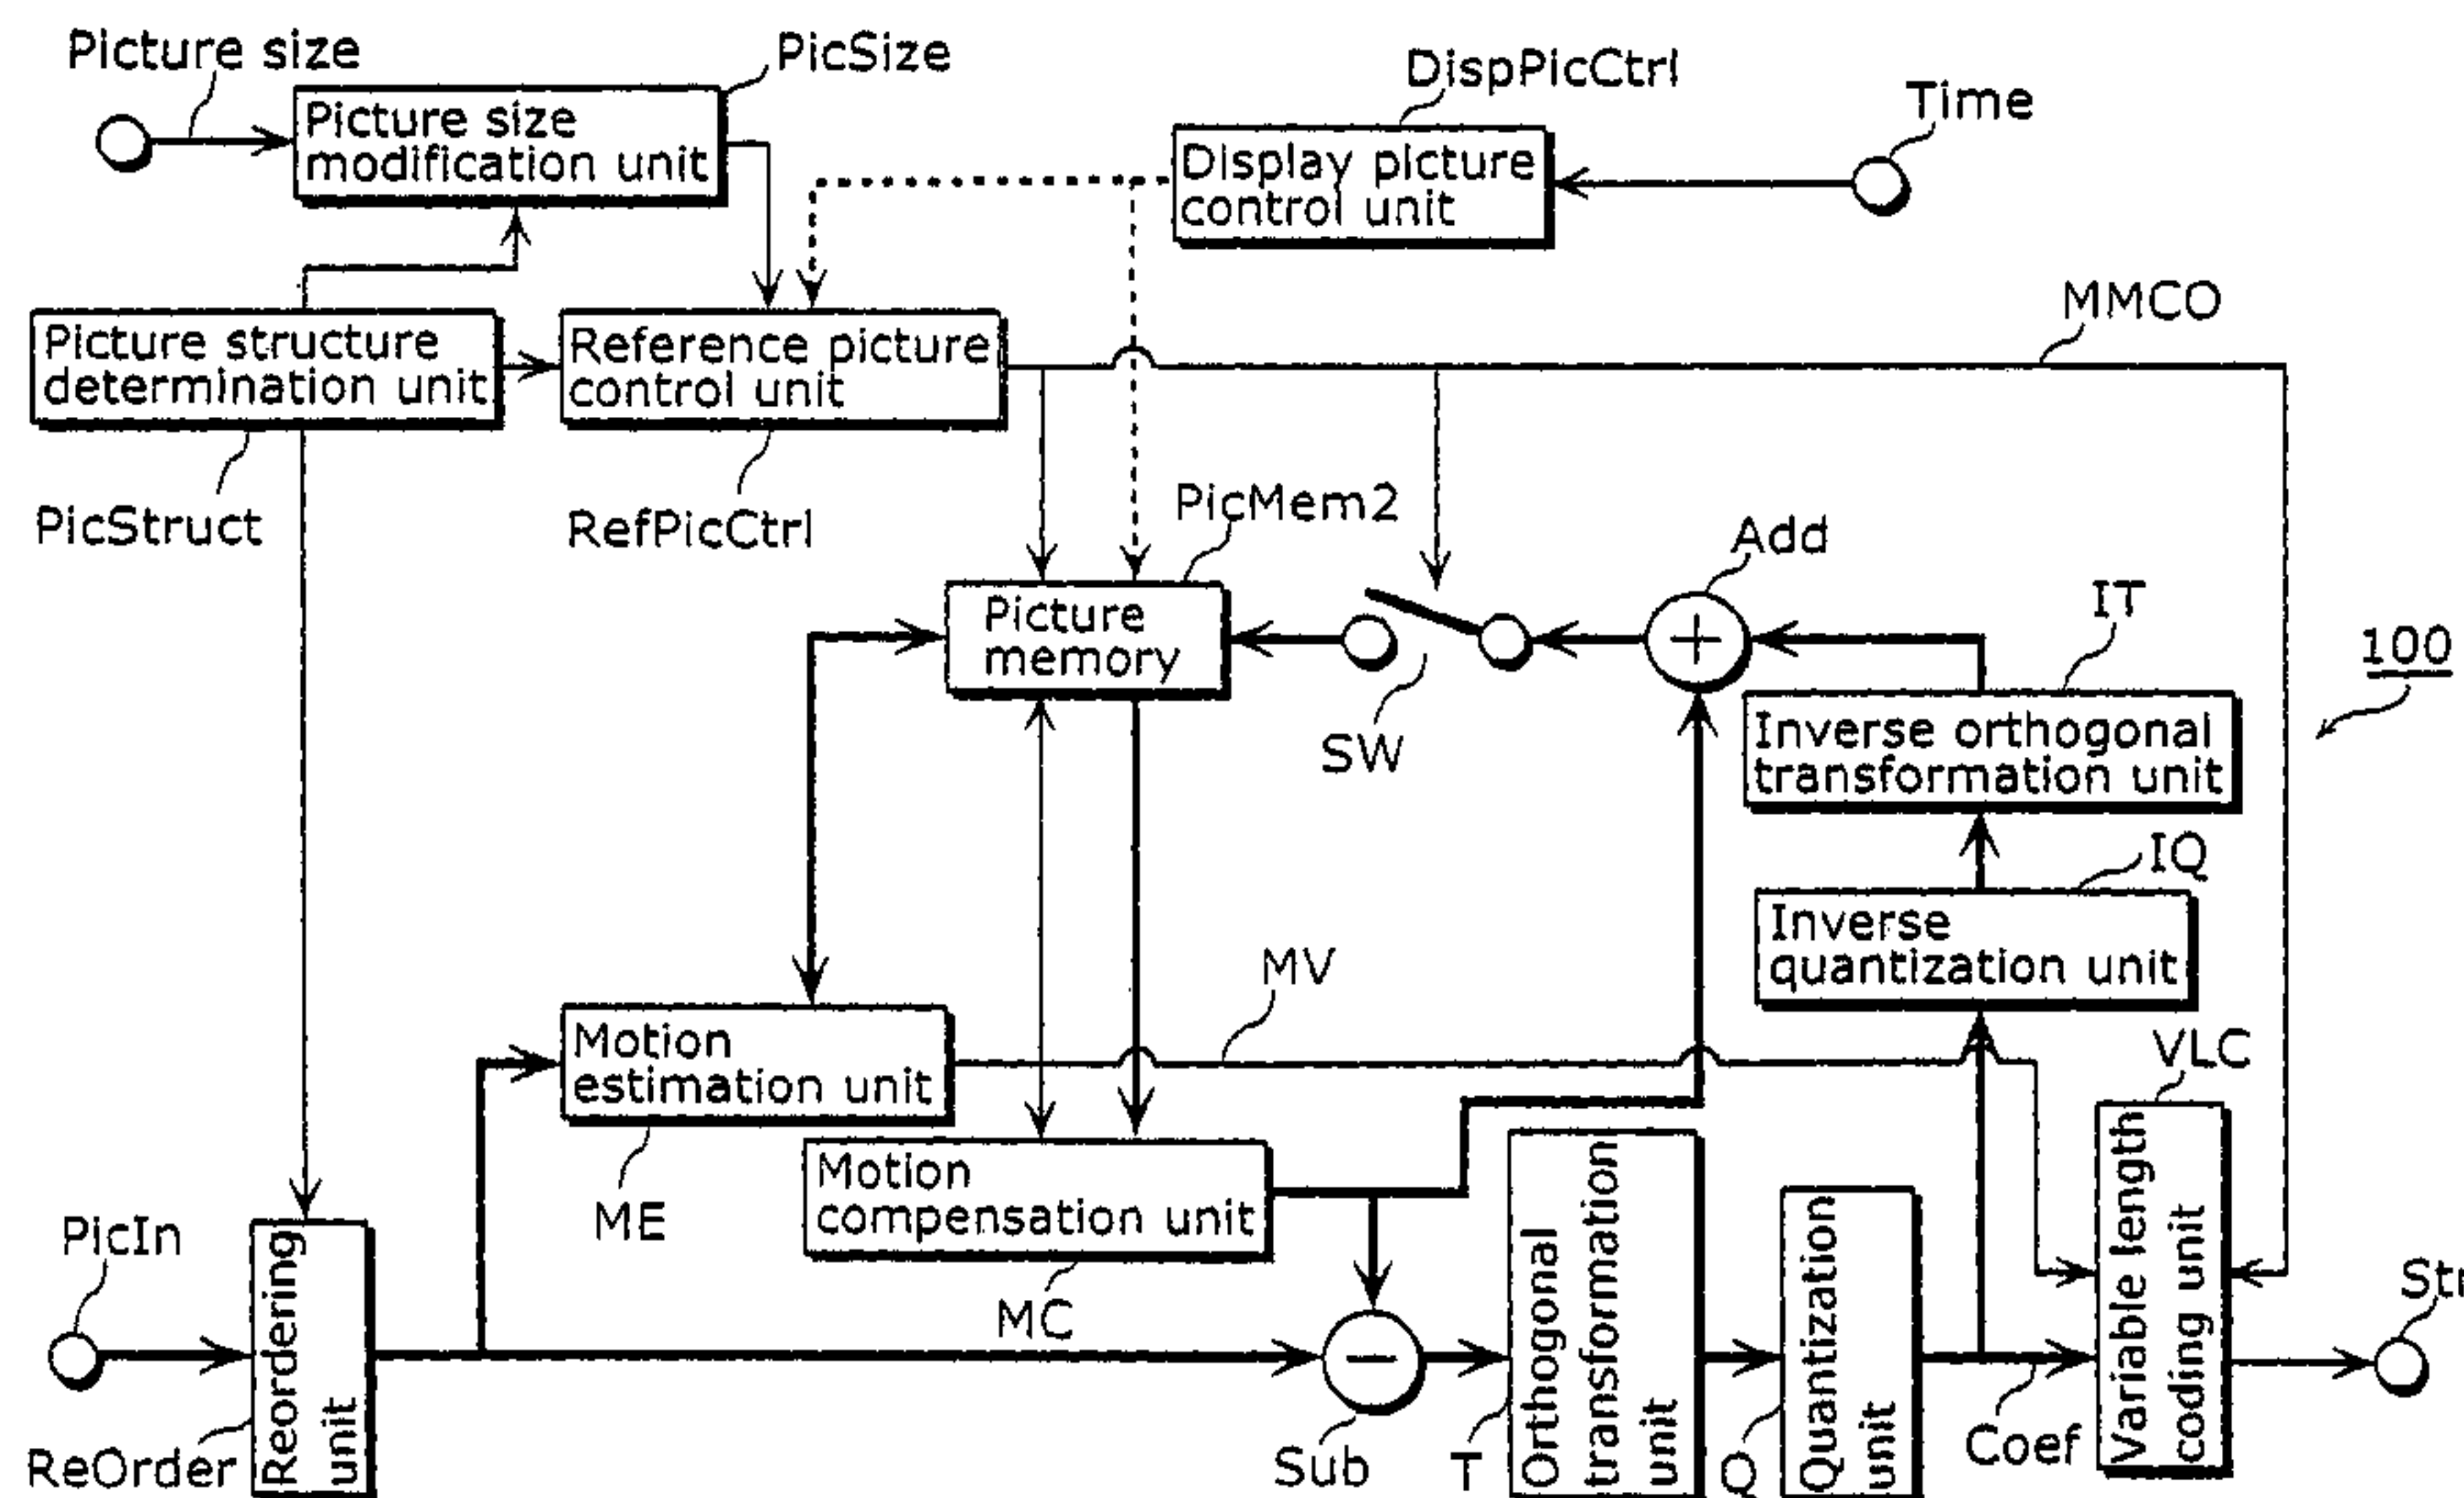 Picture size
PicSize
Picture size
modification unit
DispPicCtrl
Time
Display picture
control unit
MMCO
Picture structure
determination unit
Reference picture
control unit
PicStruct
RefPicCtrl
PicMem2
Add
Picture
memory
IT
100
SW
Inverse orthogonal
transformation unit
IQ
Inverse
quantization unit
MV
VLC
Motion
estimation unit
ME
Motion
compensation unit
MC
PicIn
Reordering
unit
ReOrder
Sub
T
Orthogonal
transformation
unit
Q
Quantization
unit
Coef
Variable length
coding unit